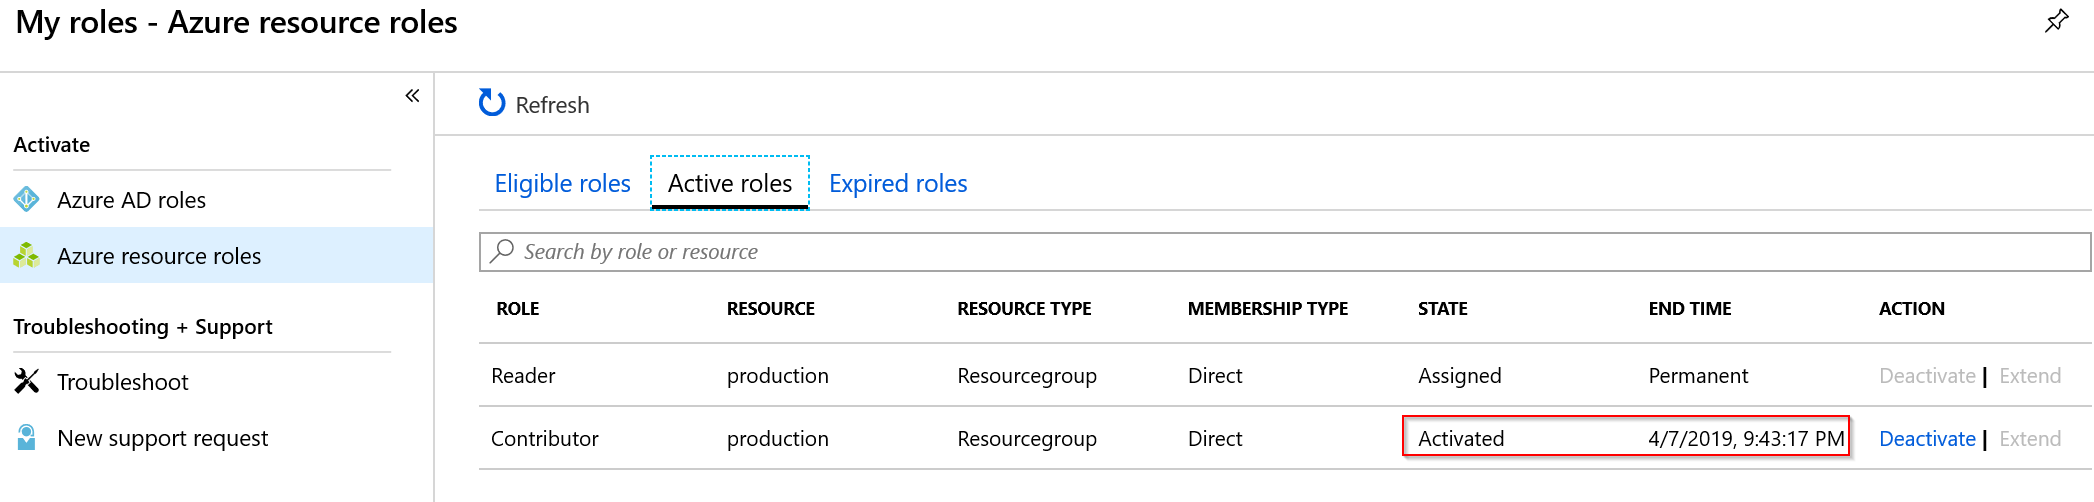 My roles - Azure resource roles
«
Activate
Azure AD roles
Azure resource roles
Troubleshooting + Support
Troubleshoot
New support request
Refresh
Eligible roles Active roles Expired roles
Search by role or resource
ROLE RESOURCE RESOURCE TYPE MEMBERSHIP TYPE STATE END TIME ACTION
Reader production Resourcegroup Direct Assigned Permanent Deactivate | Extend
Contributor production Resourcegroup Direct Activated 4/7/2019, 9:43:17 PM Deactivate | Extend